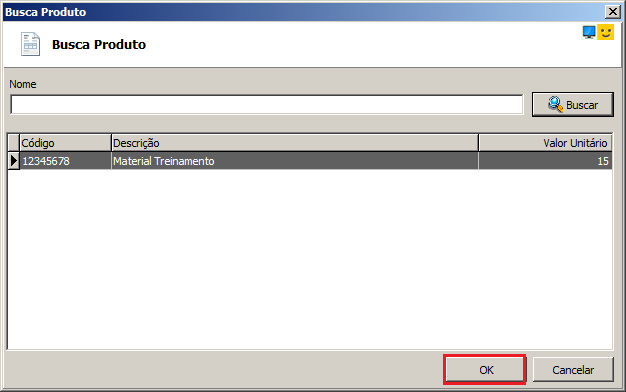 Busca Produto
Busca Produto
Nome
Buscar
Código Descrição Valor Unitário
12345678 Material Treinamento 15
OK Cancelar